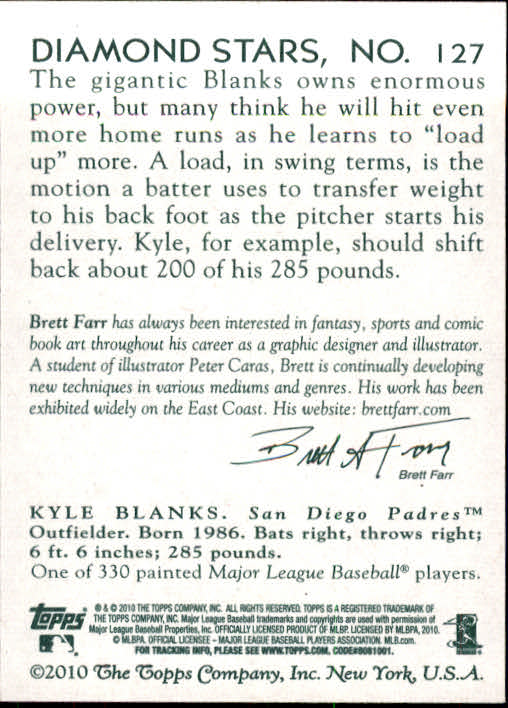 DIAMOND STARS, NO. 127
The gigantic Blanks owns enormous
power, but many think he will hit even
more home runs as he learns to "load
up" more. A load, in swing terms, is the
motion a batter uses to transfer weight
to his back foot as the pitcher starts his
delivery. Kyle, for example, should shift
back about 200 of his 285 pounds.
Brett Farr has always been interested in fantasy, sports and comic
book art throughout his career as a graphic designer and illustrator.
A student of illustrator Peter Caras, Brett is continually developing
new techniques in various mediums and genres. His work has been
exhibited widely on the East Coast. His website: brettfarr.com
Brett A Farr
Brett Farr
KYLE BLANKS. San Diego Padres™
Outfielder. Born 1986. Bats right, throws right;
6 ft. 6 inches; 285 pounds.
One of 330 painted Major League Baseball® players.
Topps
® & © 2010 THE TOPPS COMPANY, INC. ALL RIGHTS RESERVED. TOPPS IS A REGISTERED TRADEMARK OF
THE TOPPS COMPANY, INC. Major League Baseball trademarks and copyrights are used with permission of
Major League Baseball Properties, Inc. OFFICIALLY LICENSED PRODUCT OF MLBP. LICENSED BY MLBPA, 2010.
© MLBPA. OFFICIAL LICENSEE - MAJOR LEAGUE BASEBALL PLAYERS ASSOCIATION. MLB.com
FOR TRACKING INFO, PLEASE SEE WWW.TOPPS.COM. CODE#8081001.
©2010 The Topps Company, Inc. New York, U.S.A.